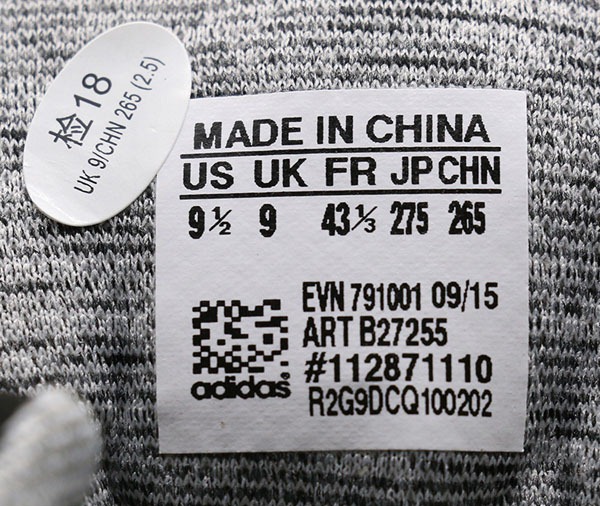 检18
UK 9/CHN 265 (2.5)
MADE IN CHINA
US UK FR JP CHN
9½ 9 43⅓ 275 265
EVN 791001 09/15
ART B27255
#112871110
R2G9DCQ100202
adidas